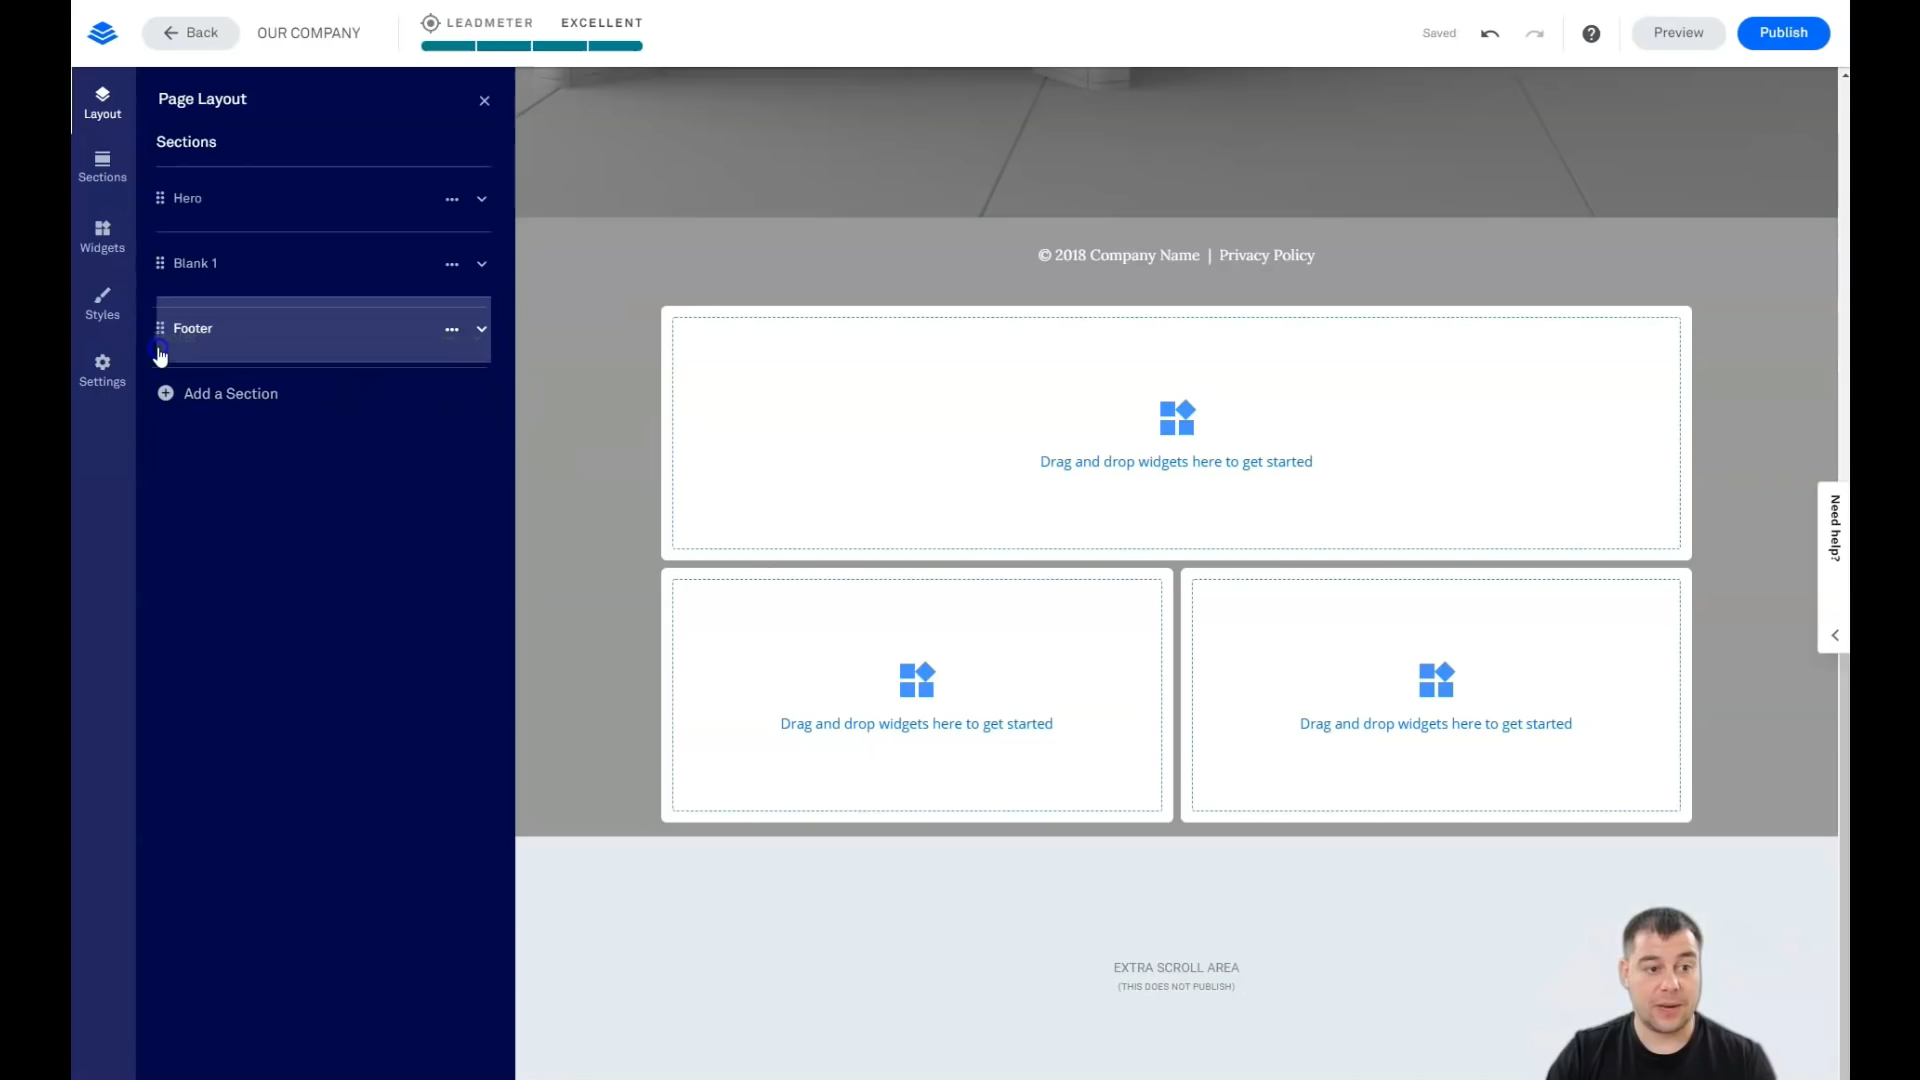 Back
OUR COMPANY
LEADMETER EXCELLENT
Saved
Preview
Publish
Layout
Sections
Widgets
Styles
Settings
Page Layout
Sections
Hero
Blank 1
Footer
Add a Section
© 2018 Company Name | Privacy Policy
Drag and drop widgets here to get started
Drag and drop widgets here to get started
Drag and drop widgets here to get started
EXTRA SCROLL AREA
(THIS DOES NOT PUBLISH)
Need help?